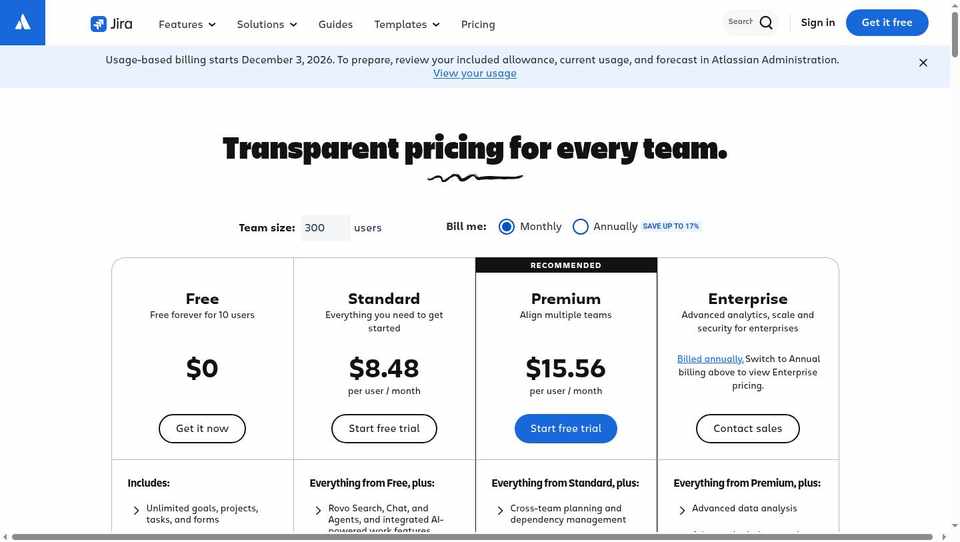 Jira
Features
Solutions
Guides
Templates
Pricing
Search
Sign in
Get it free
Usage-based billing starts December 3, 2026. To prepare, review your included allowance, current usage, and forecast in Atlassian Administration.
View your usage
Transparent pricing for every team.
Team size: 300 users
Bill me: Monthly Annually SAVE UP TO 17%
RECOMMENDED
Free
Free forever for 10 users
$0
Get it now
Includes:
Unlimited goals, projects,
tasks, and forms
Standard
Everything you need to get
started
$8.48
per user / month
Start free trial
Everything from Free, plus:
Rovo Search, Chat, and
Agents, and integrated AI-
powered work features
Premium
Align multiple teams
$15.56
per user / month
Start free trial
Everything from Standard, plus:
Cross-team planning and
dependency management
Enterprise
Advanced analytics, scale and
security for enterprises
Billed annually. Switch to Annual
billing above to view Enterprise
pricing.
Contact sales
Everything from Premium, plus:
Advanced data analysis